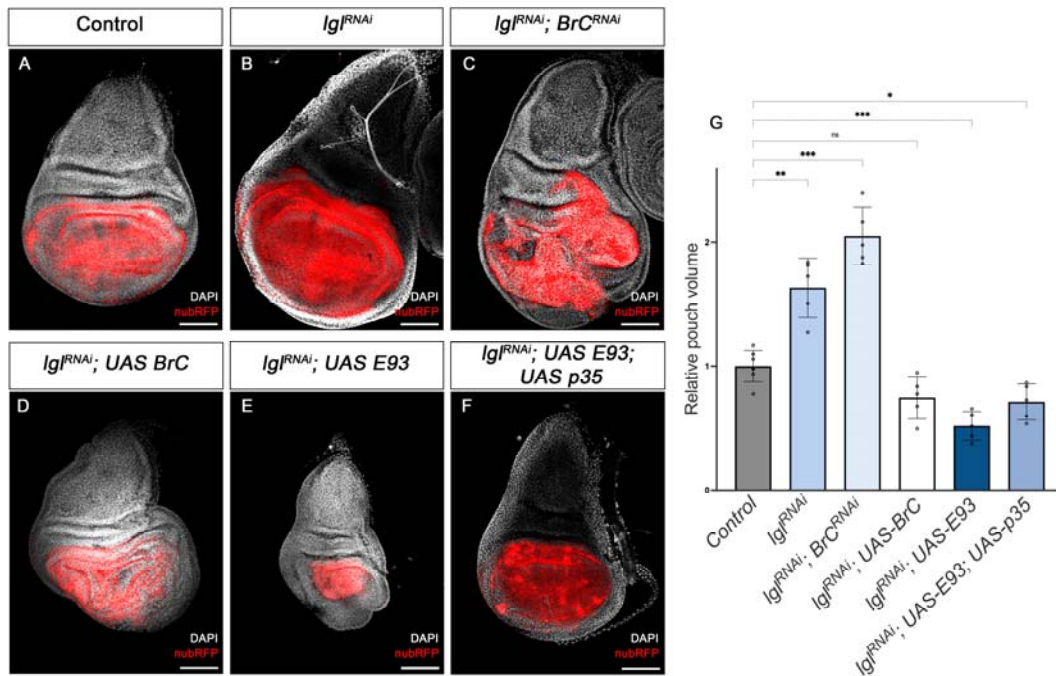 Control
lgl^RNAi
lgl^RNAi; BrC^RNAi
A
B
C
DAPI
nubRFP
DAPI
nubRFP
DAPI
nubRFP
lgl^RNAi; UAS BrC
lgl^RNAi; UAS E93
lgl^RNAi; UAS E93;
UAS p35
D
E
F
DAPI
nubRFP
DAPI
nubRFP
DAPI
nubRFP
G
*
***
ns
***
**
Relative pouch volume
2
1
0
Control
lgl^RNAi
lgl^RNAi; BrC^RNAi
lgl^RNAi; UAS-BrC
lgl^RNAi; UAS-E93
lgl^RNAi; UAS-E93; UAS-p35